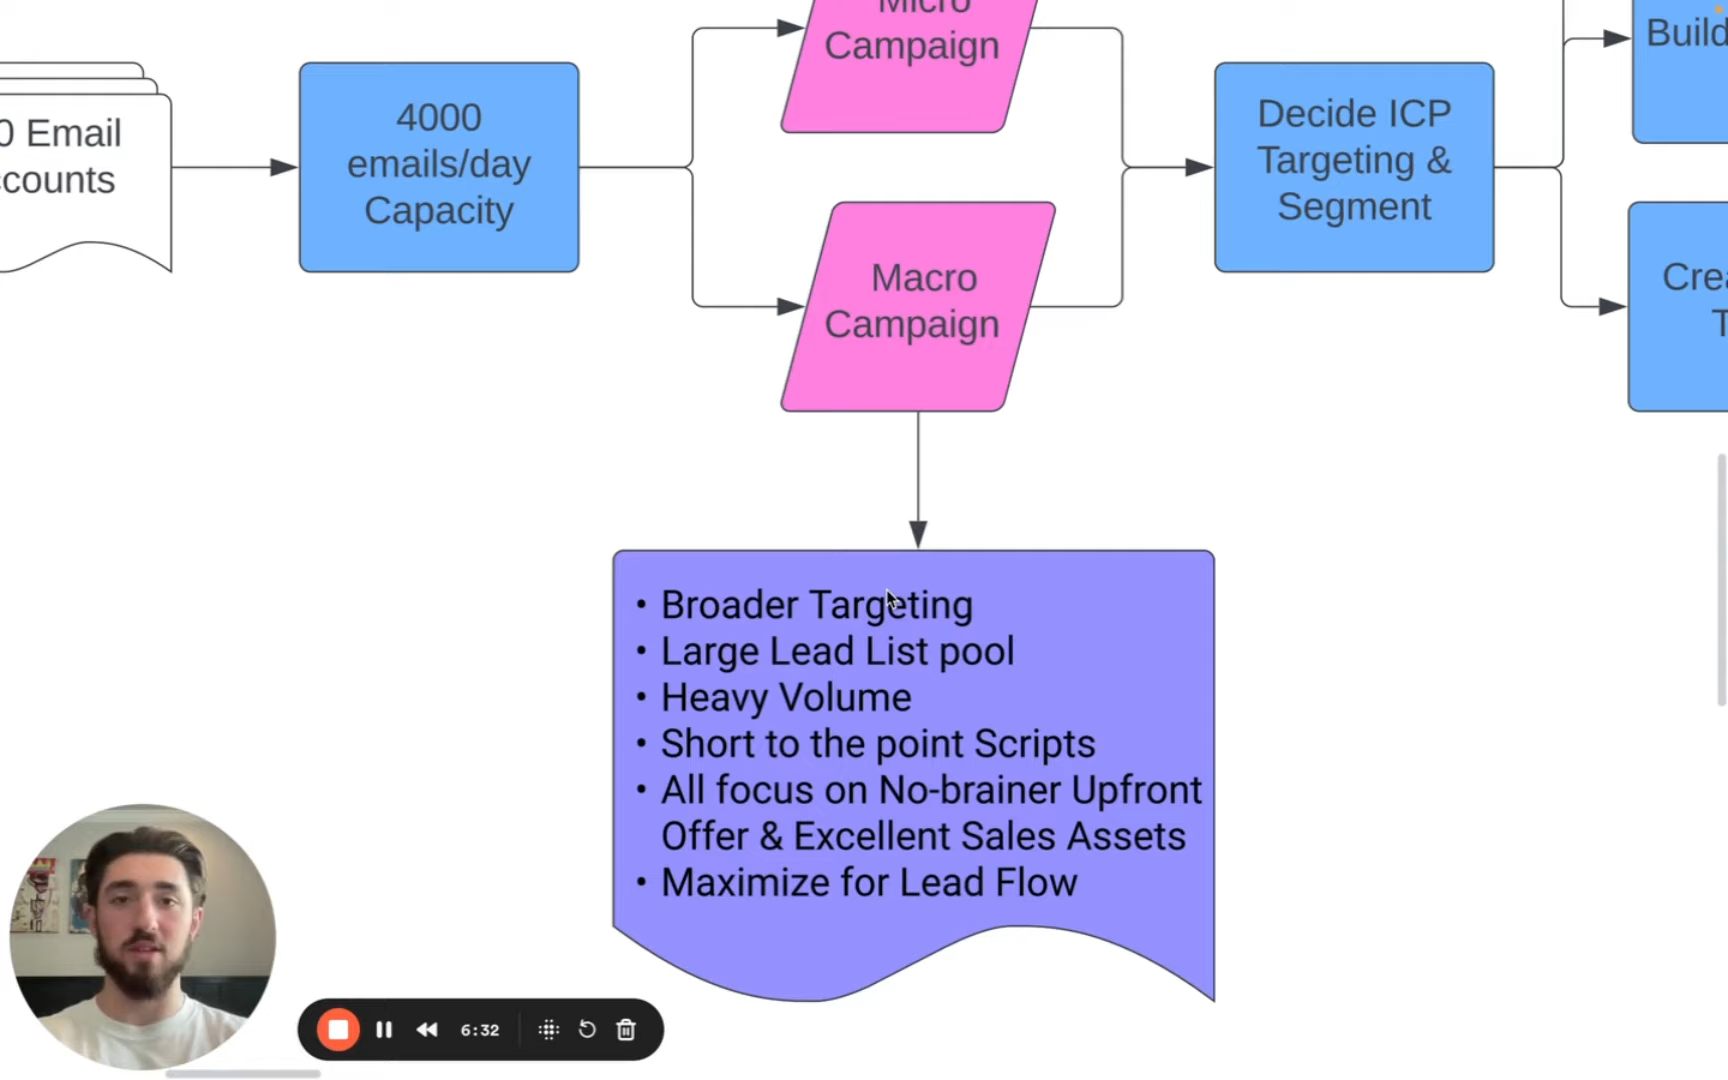 Micro
Campaign
Build
0 Email
4000
emails/day
Capacity
Decide ICP
Targeting &
Segment
Macro
Campaign
• Broader Targeting
• Large Lead List pool
• Heavy Volume
• Short to the point Scripts
• All focus on No-brainer Upfront
Offer & Excellent Sales Assets
• Maximize for Lead Flow
6:32